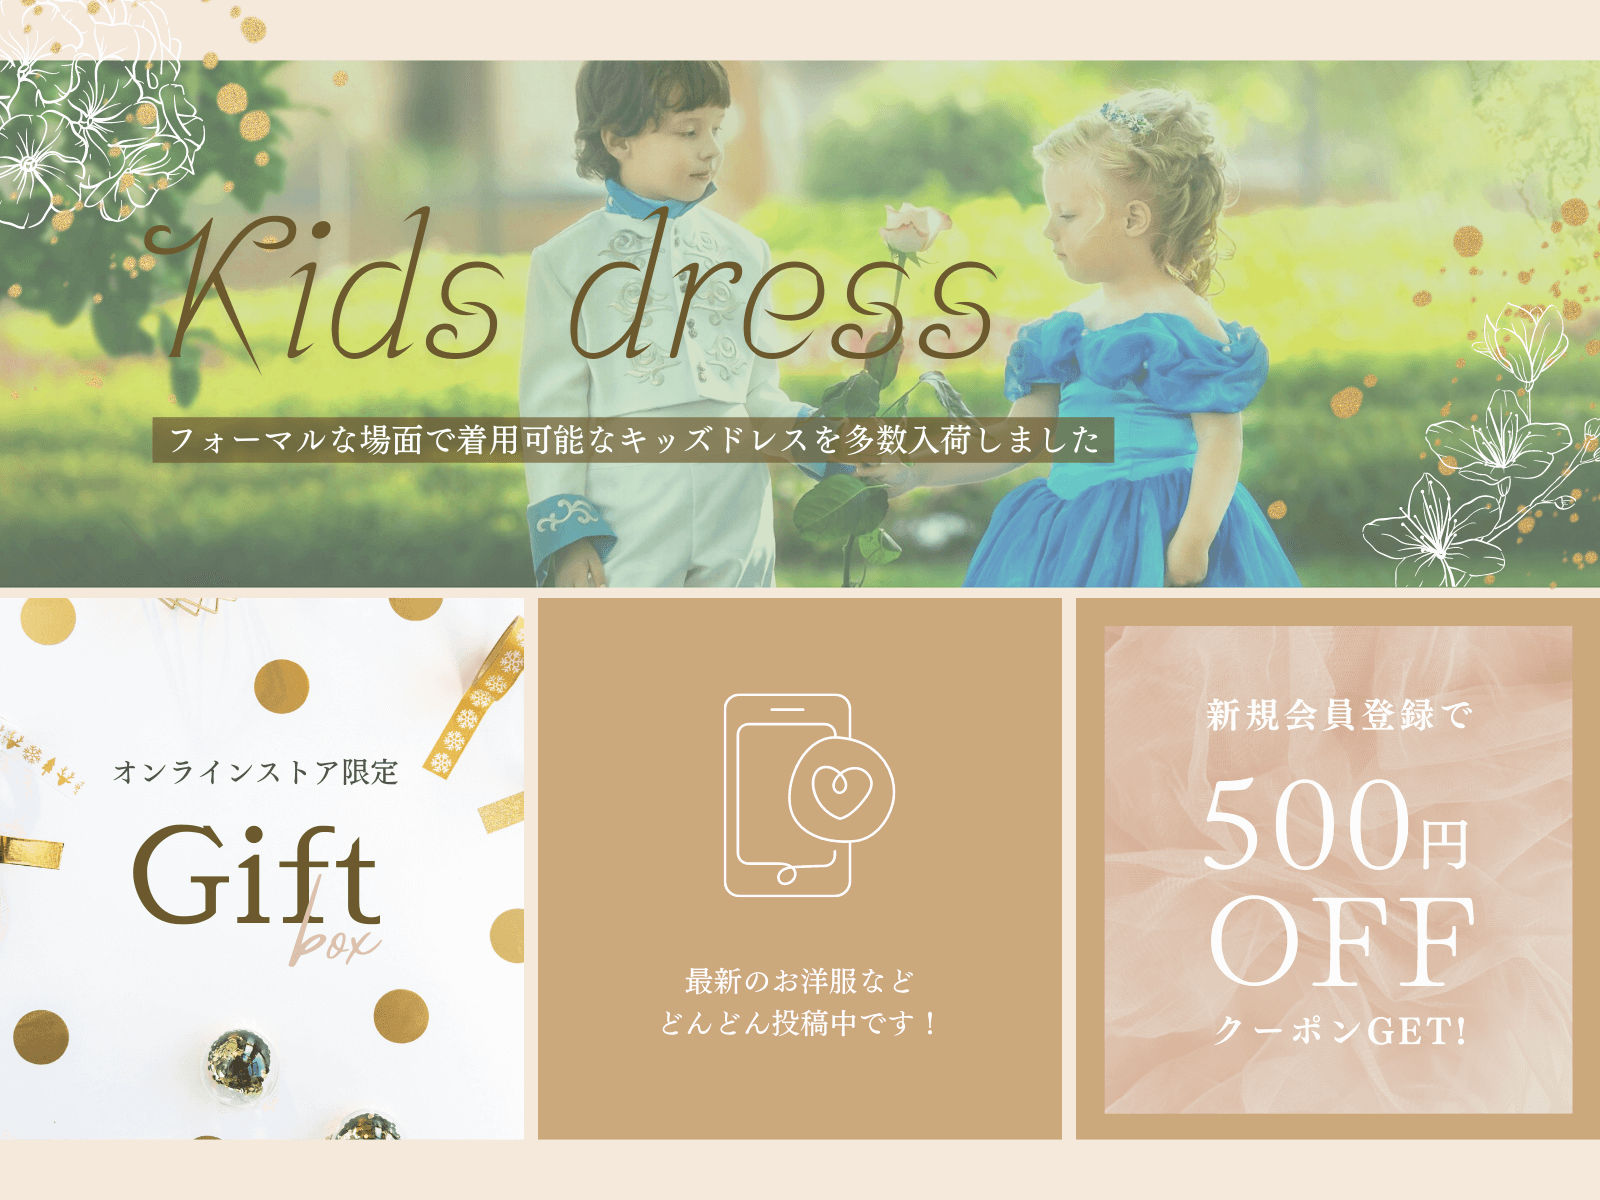 Kids dress
フォーマルな場面で着用可能なキッズドレスを多数入荷しました
オンラインストア限定
Gift
box
最新のお洋服など
どんどん投稿中です！
新規会員登録で
500円
OFF
クーポンGET!